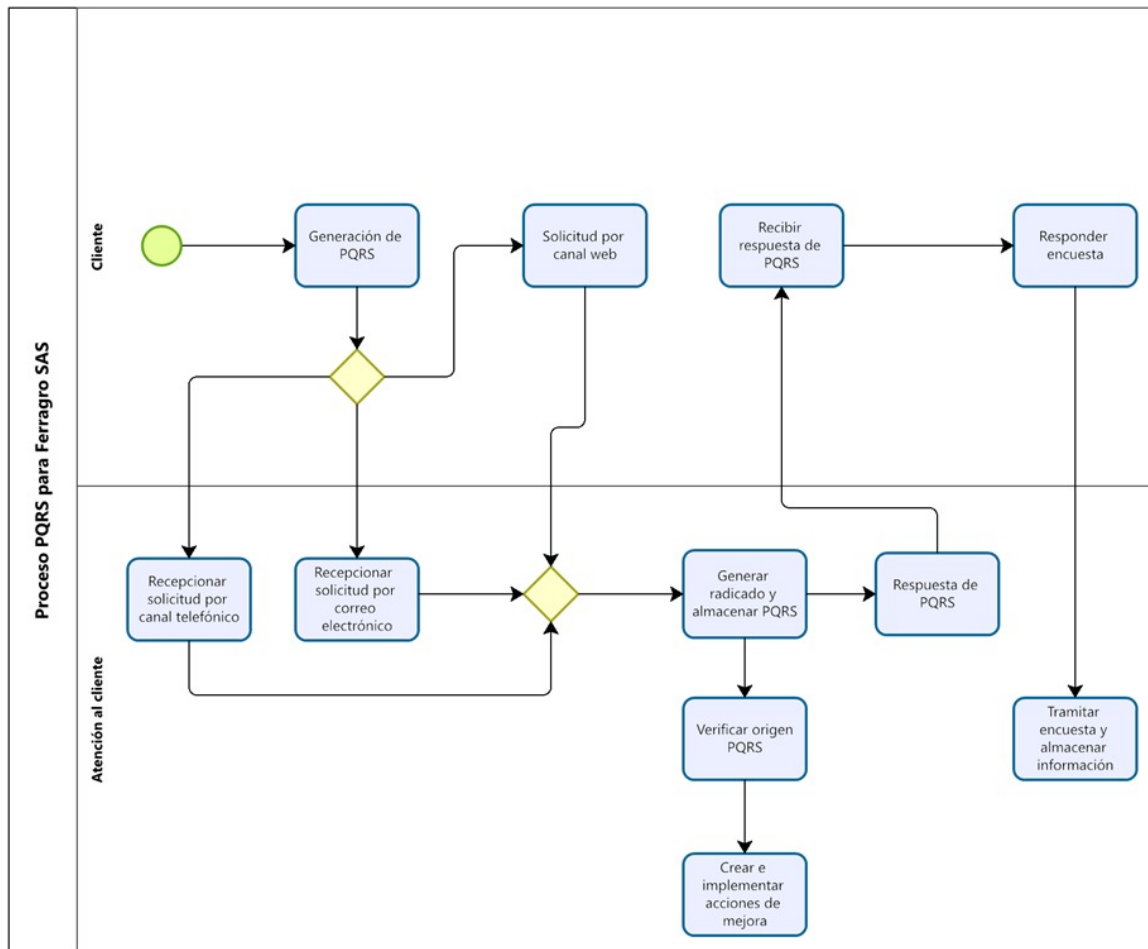 Proceso PQRS para Ferragro SAS
Cliente
Generación de
PQRS
Solicitud por
canal web
Recibir
respuesta de
PQRS
Responder
encuesta
Atención al cliente
Recepcionar
solicitud por
canal telefónico
Recepcionar
solicitud por
correo
electrónico
Generar
radicado y
almacenar PQRS
Respuesta de
PQRS
Verificar origen
PQRS
Tramitar
encuesta y
almacenar
información
Crear e
implementar
acciones de
mejora